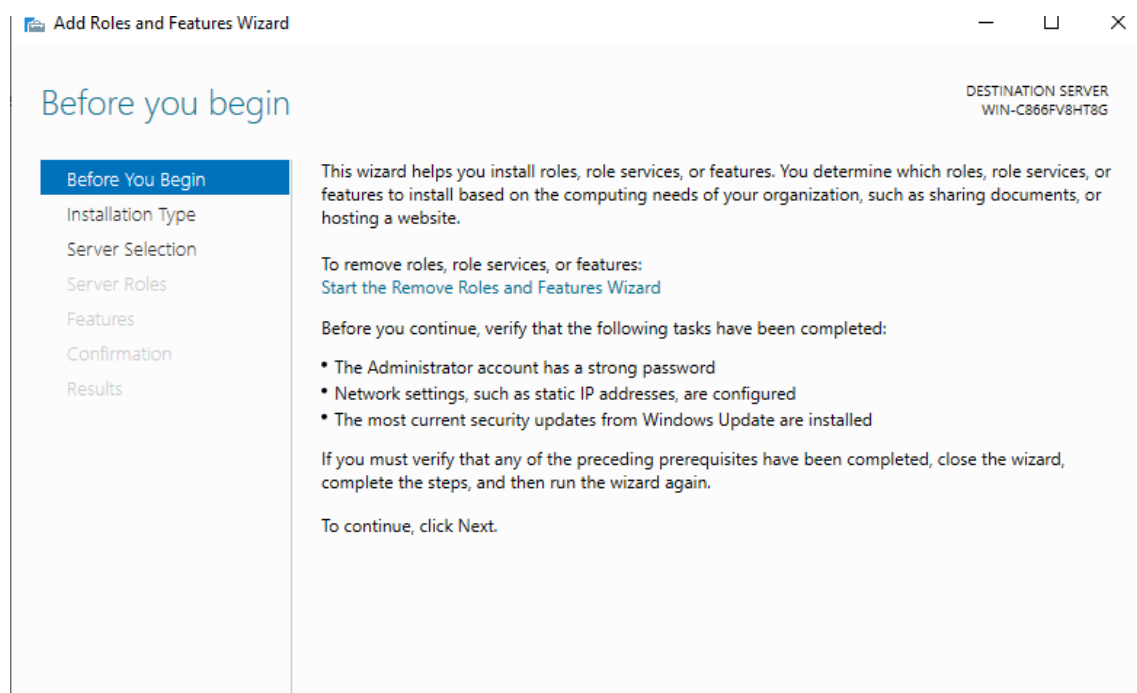 Add Roles and Features Wizard
Before you begin
DESTINATION SERVER
WIN-C866FV8HT8G
Before You Begin
Installation Type
Server Selection
Server Roles
Features
Confirmation
Results
This wizard helps you install roles, role services, or features. You determine which roles, role services, or
features to install based on the computing needs of your organization, such as sharing documents, or
hosting a website.
To remove roles, role services, or features:
Start the Remove Roles and Features Wizard
Before you continue, verify that the following tasks have been completed:
• The Administrator account has a strong password
• Network settings, such as static IP addresses, are configured
• The most current security updates from Windows Update are installed
If you must verify that any of the preceding prerequisites have been completed, close the wizard,
complete the steps, and then run the wizard again.
To continue, click Next.